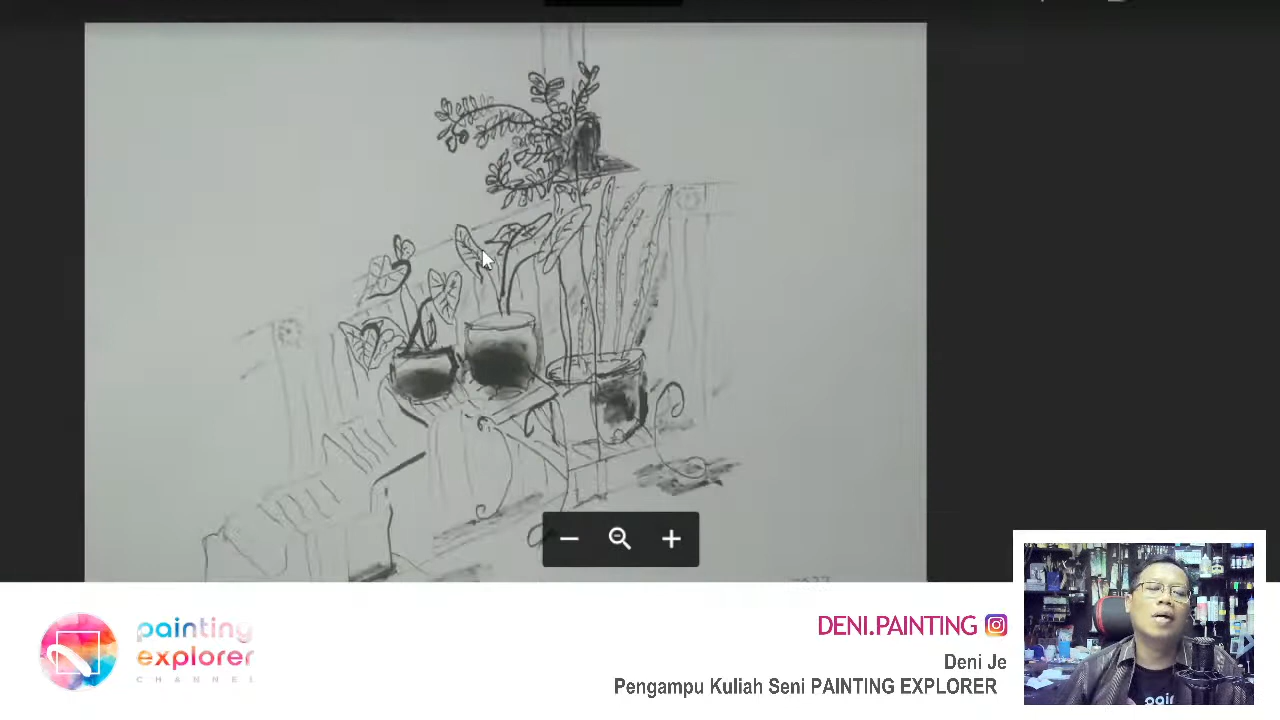 painting
explorer
CHANNEL
DENI.PAINTING
Deni Je
Pengampu Kuliah Seni PAINTING EXPLORER